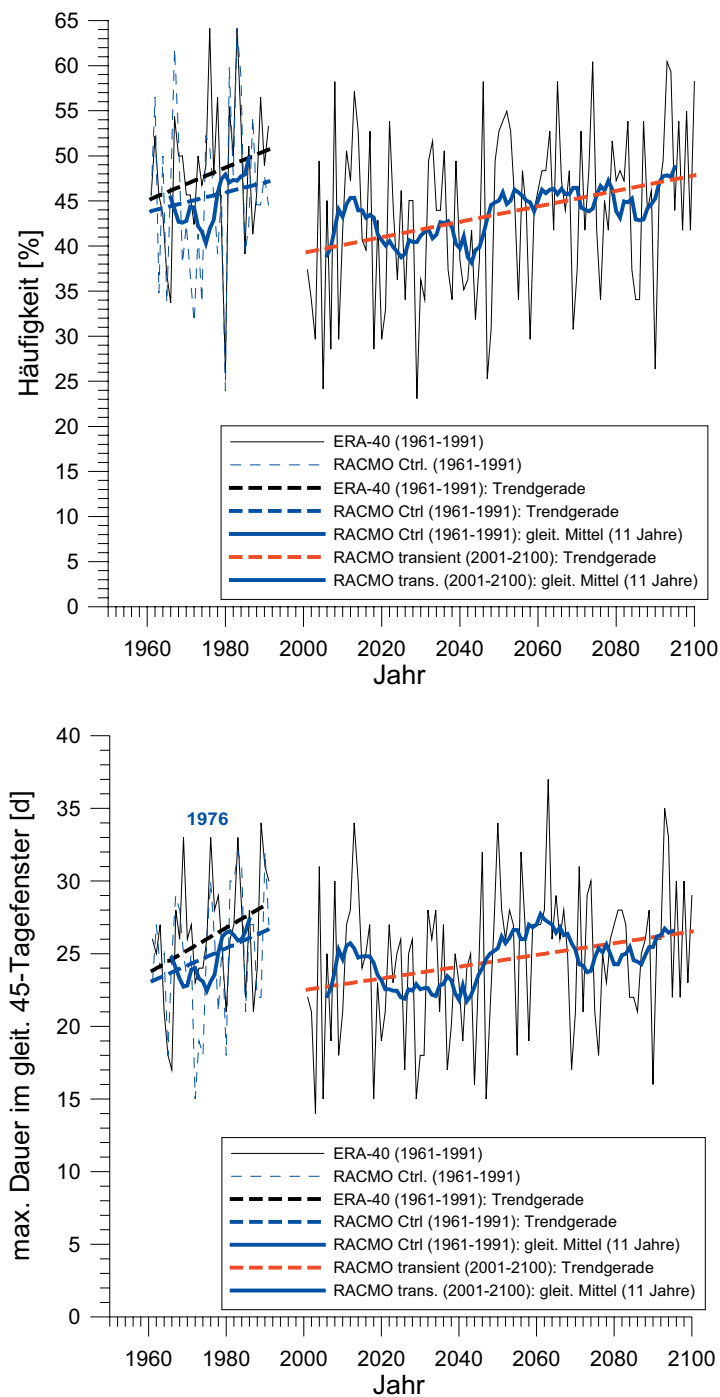 65
60
55
50
45
40
35
30
25
20
15
10
5
0
Häufigkeit [%]
ERA-40 (1961-1991)
RACMO Ctrl. (1961-1991)
ERA-40 (1961-1991): Trendgerade
RACMO Ctrl (1961-1991): Trendgerade
RACMO Ctrl (1961-1991): gleit. Mittel (11 Jahre)
RACMO transient (2001-2100): Trendgerade
RACMO trans. (2001-2100): gleit. Mittel (11 Jahre)
1960 1980 2000 2020 2040 2060 2080 2100
Jahr
40
35
30
25
20
15
10
5
0
max. Dauer im gleit. 45-Tagefenster [d]
1976
ERA-40 (1961-1991)
RACMO Ctrl. (1961-1991)
ERA-40 (1961-1991): Trendgerade
RACMO Ctrl (1961-1991): Trendgerade
RACMO Ctrl (1961-1991): gleit. Mittel (11 Jahre)
RACMO transient (2001-2100): Trendgerade
RACMO trans. (2001-2100): gleit. Mittel (11 Jahre)
1960 1980 2000 2020 2040 2060 2080 2100
Jahr